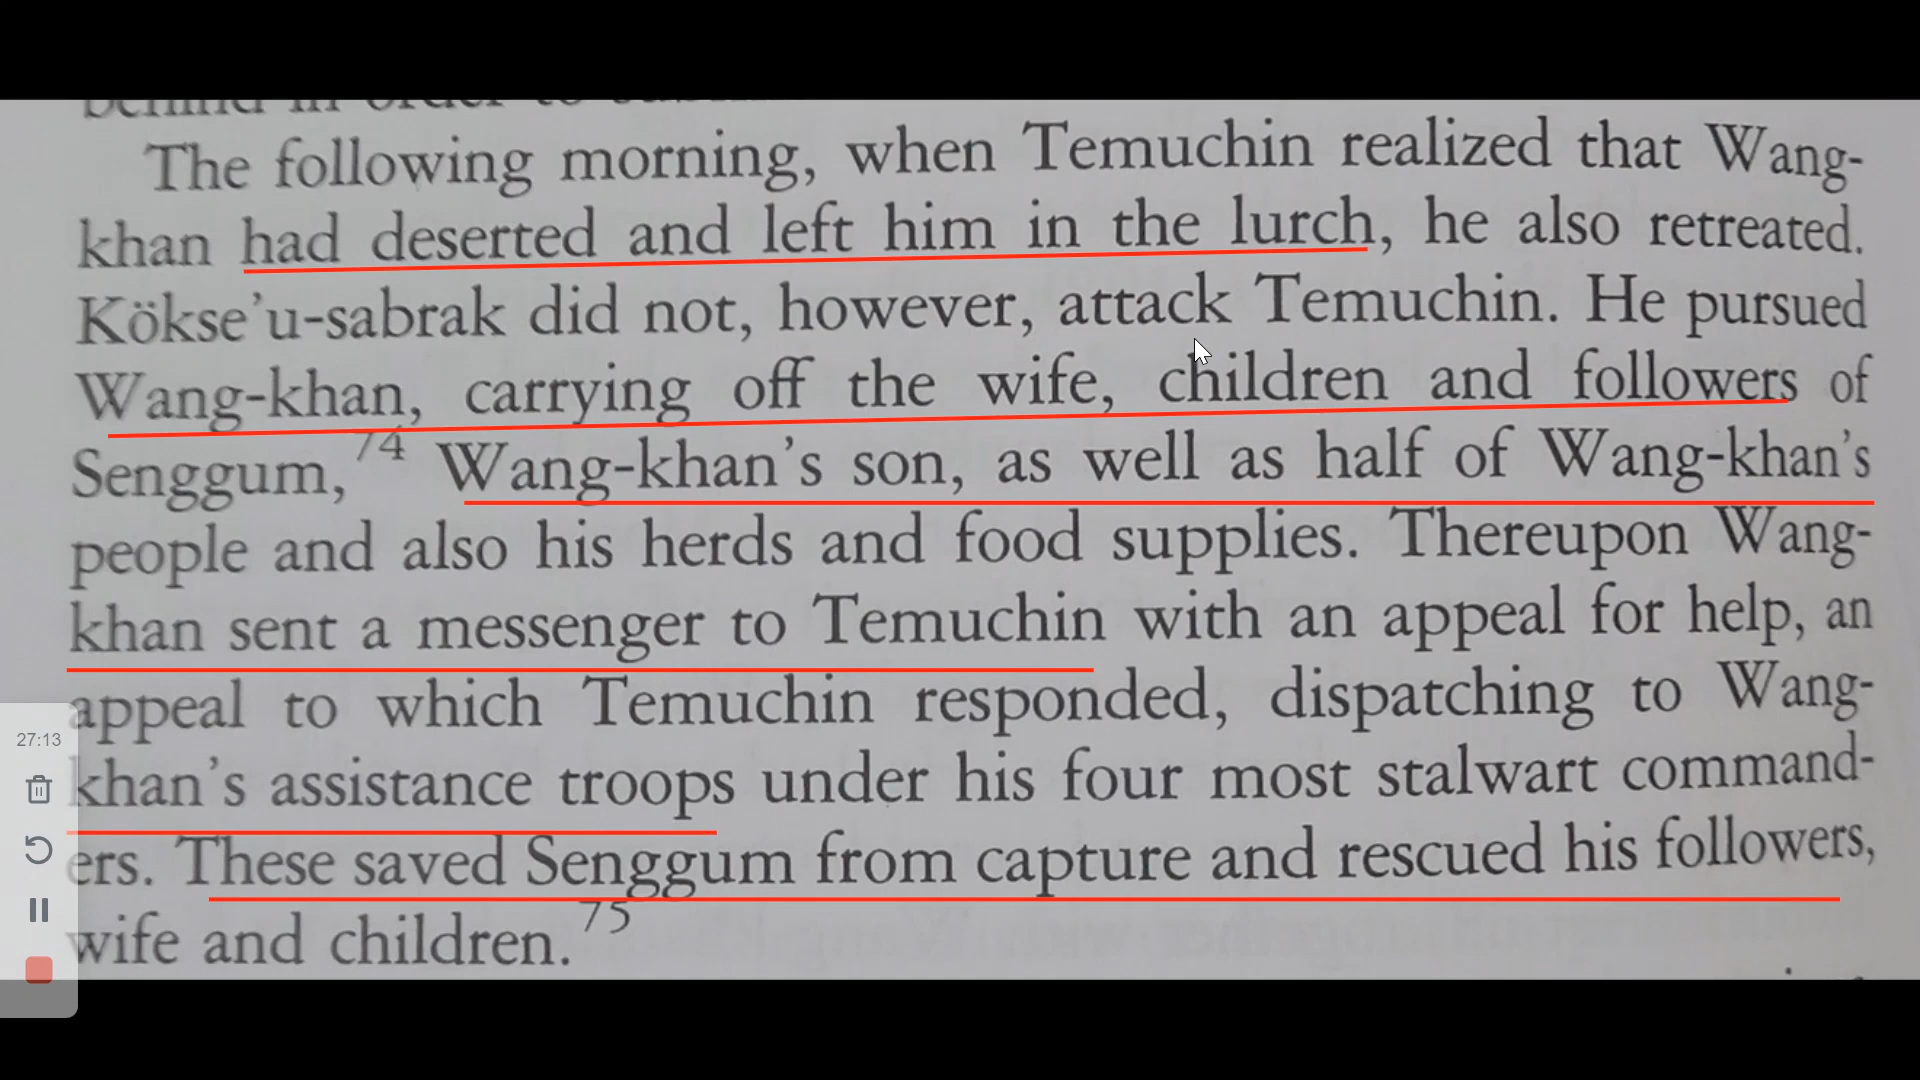 behind in order to
The following morning, when Temuchin realized that Wang-
khan had deserted and left him in the lurch, he also retreated.
Kökse'u-sabrak did not, however, attack Temuchin. He pursued
Wang-khan, carrying off the wife, children and followers of
Senggum,74 Wang-khan's son, as well as half of Wang-khan's
people and also his herds and food supplies. Thereupon Wang-
khan sent a messenger to Temuchin with an appeal for help, an
appeal to which Temuchin responded, dispatching to Wang-
27:13
khan's assistance troops under his four most stalwart command-
ers. These saved Senggum from capture and rescued his followers,
wife and children.75